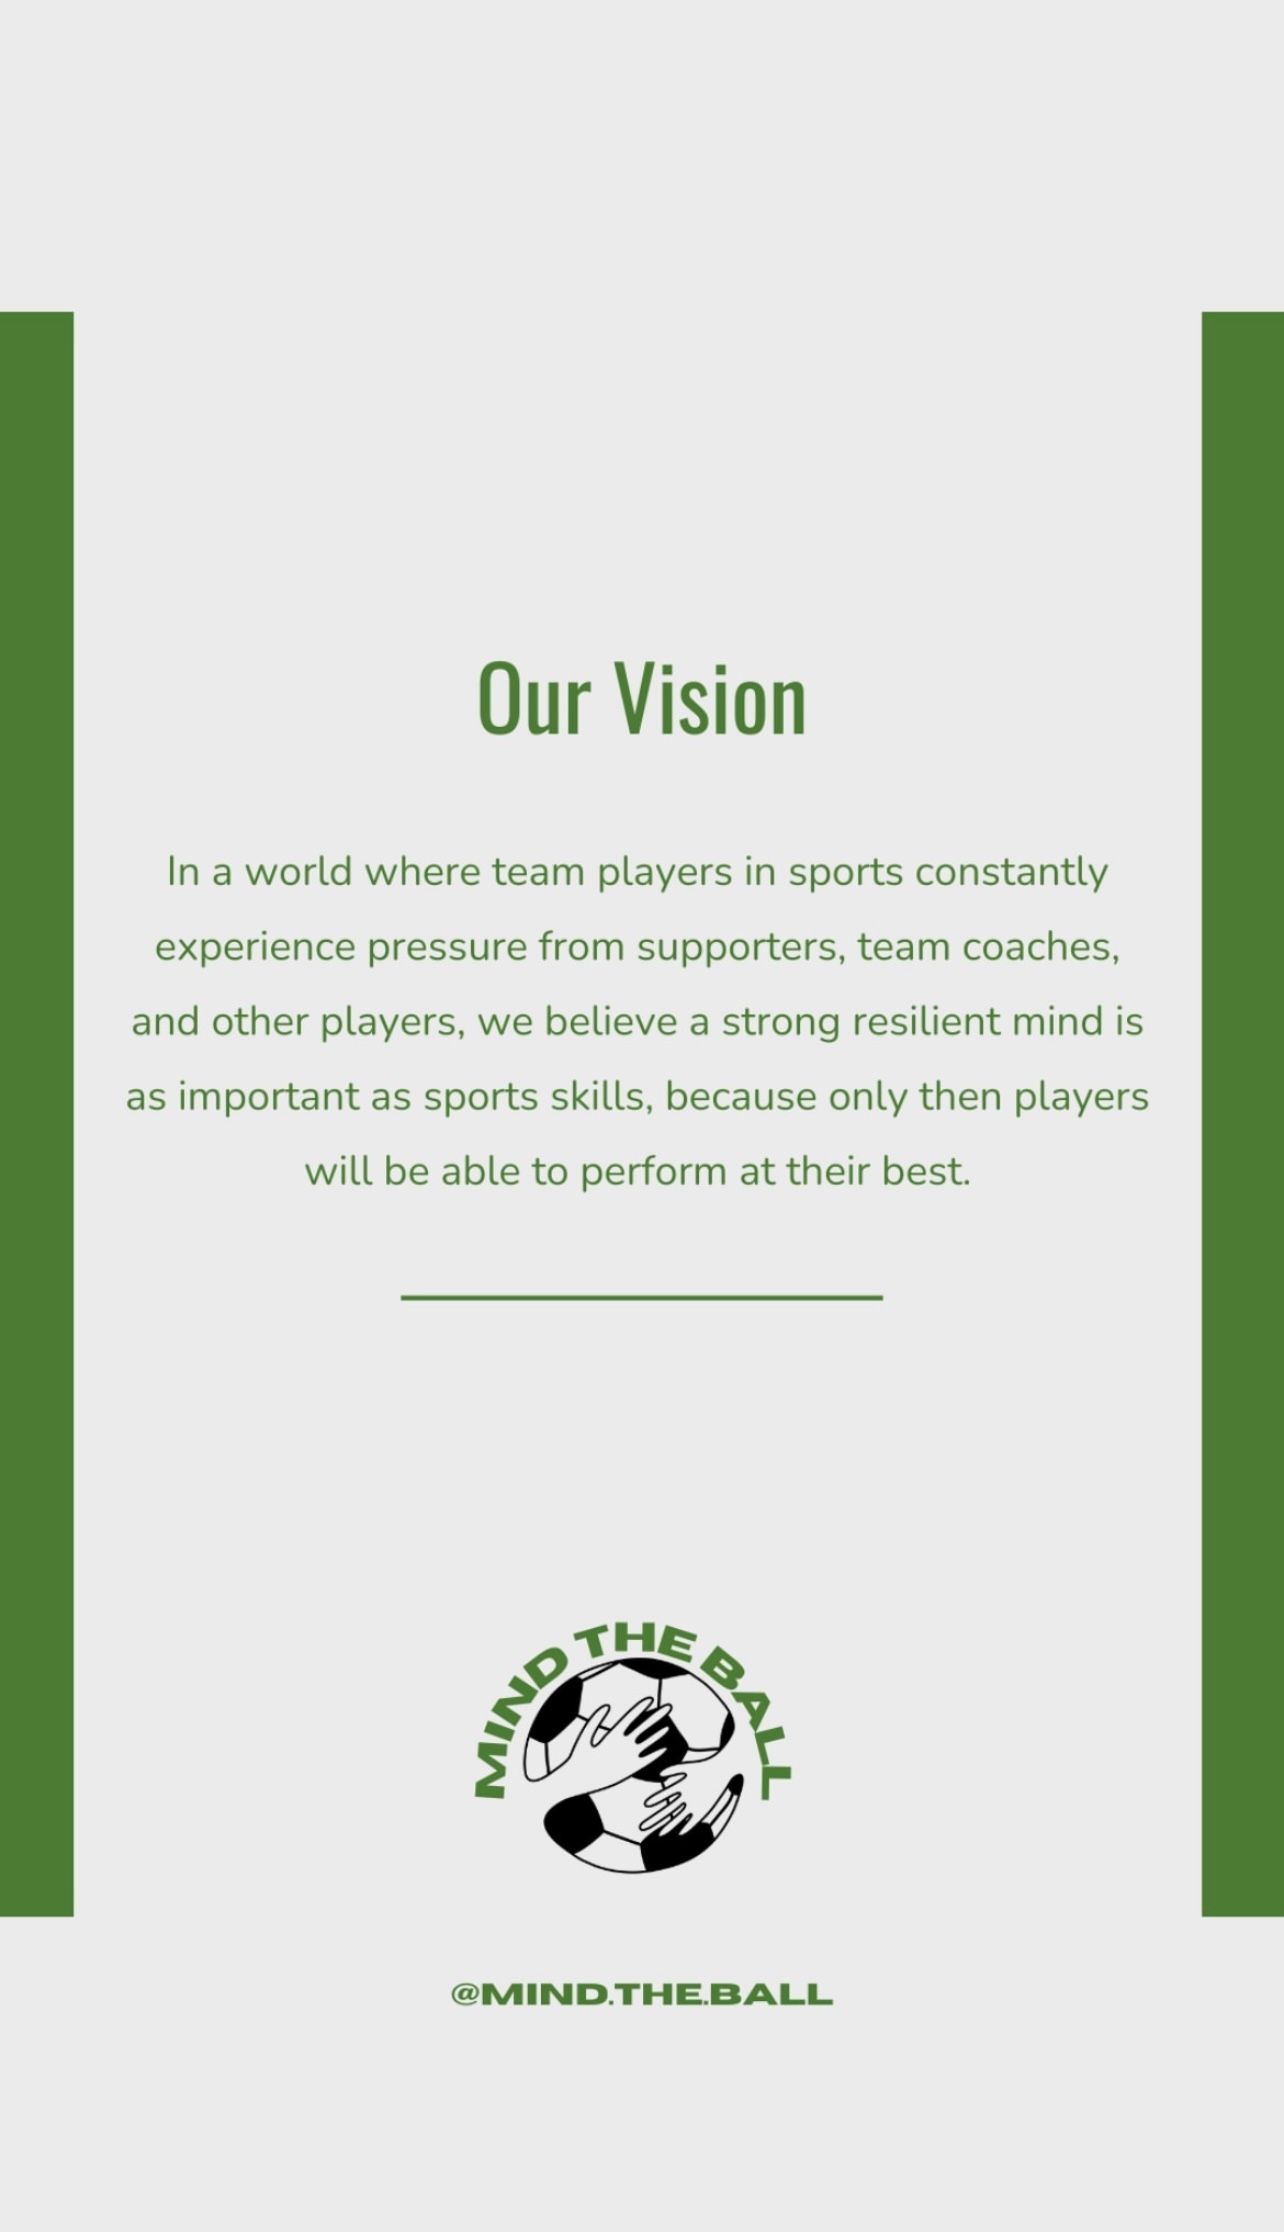 Our Vision
In a world where team players in sports constantly
experience pressure from supporters, team coaches,
and other players, we believe a strong resilient mind is
as important as sports skills, because only then players
will be able to perform at their best.
MIND THE BALL
@MIND.THE.BALL